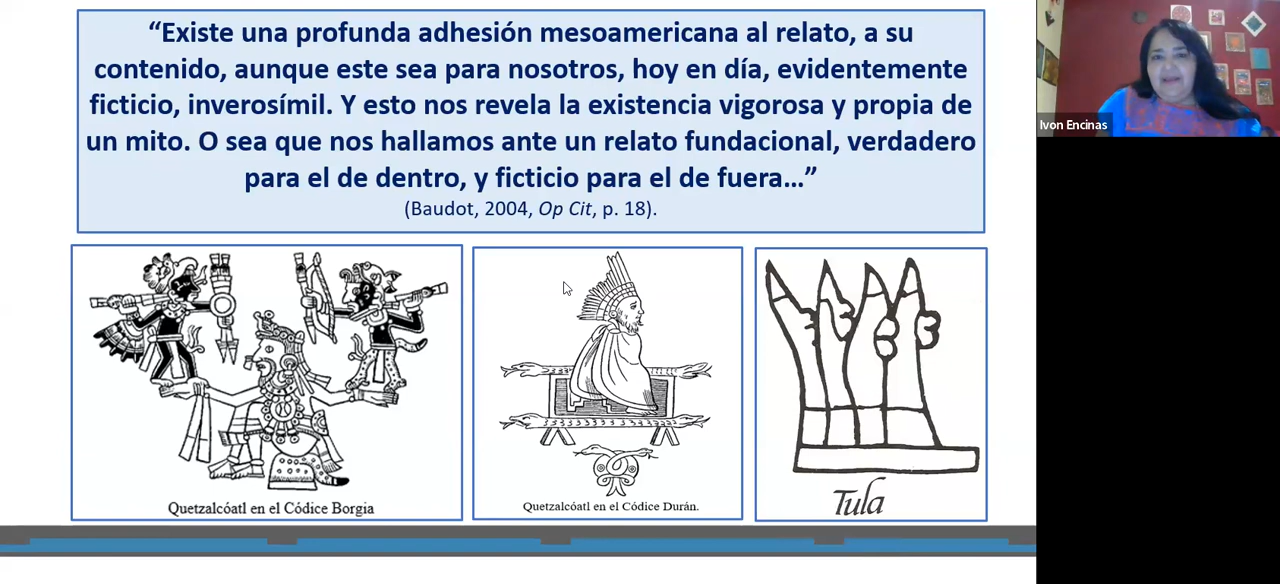 “Existe una profunda adhesión mesoamericana al relato, a su
contenido, aunque este sea para nosotros, hoy en día, evidentemente
ficticio, inverosímil. Y esto nos revela la existencia vigorosa y propia de
un mito. O sea que nos hallamos ante un relato fundacional, verdadero
para el de dentro, y ficticio para el de fuera...”
(Baudot, 2004, Op Cit, p. 18).
Quetzalcóatl en el Códice Borgia
Quetzalcóatl en el Códice Durán.
Tula
Ivon Encinas